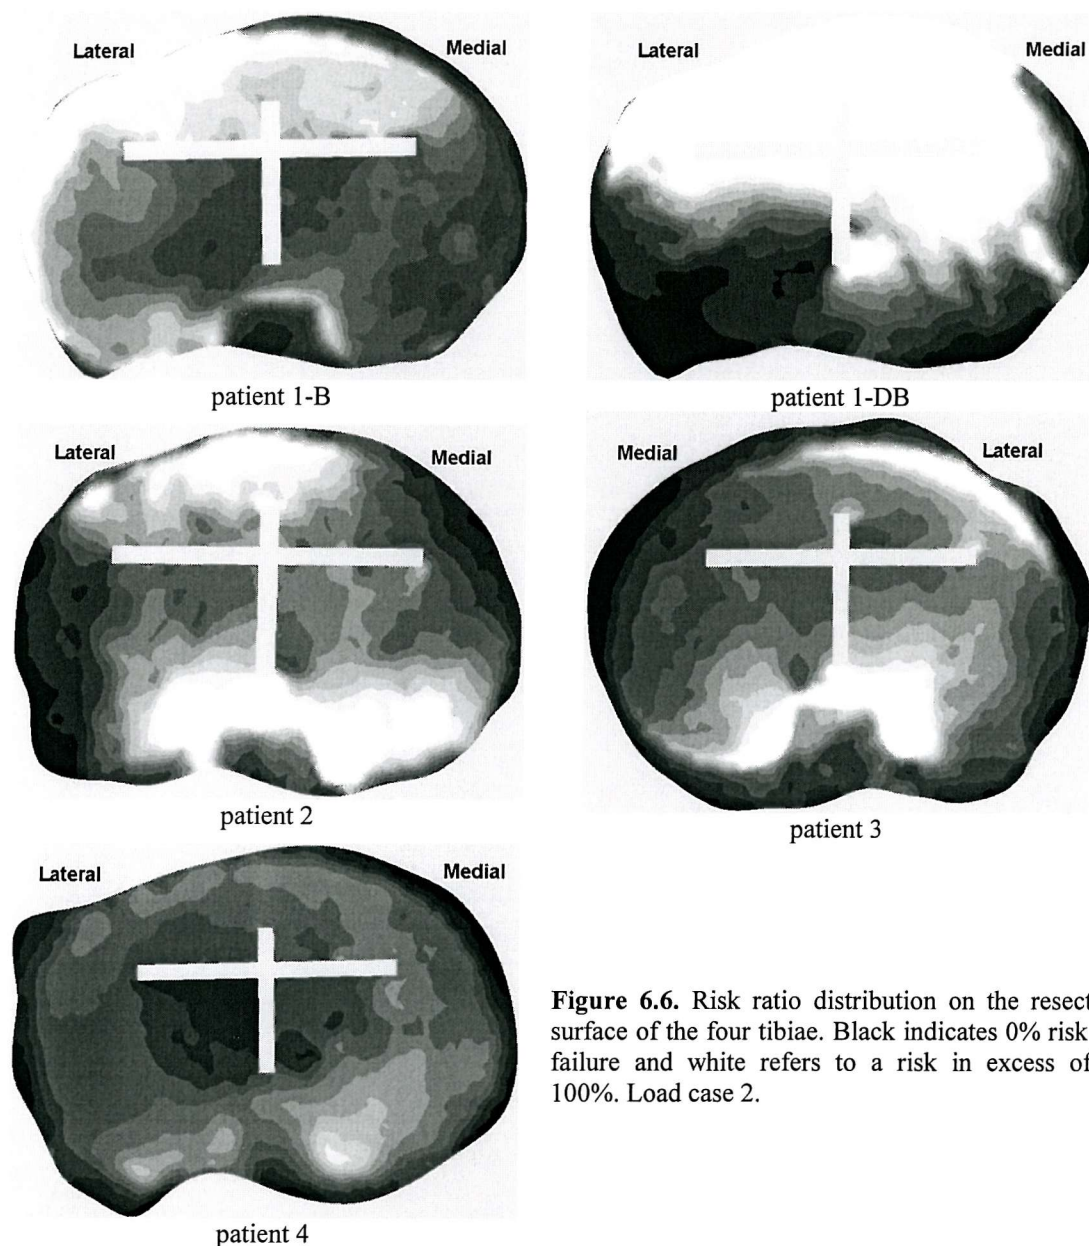 Lateral
Medial
Lateral
Medial
patient 1-B
patient 1-DB
Lateral
Medial
Medial
Lateral
patient 2
patient 3
Lateral
Medial
Figure 6.6. Risk ratio distribution on the resect
surface of the four tibiae. Black indicates 0% risk
failure and white refers to a risk in excess of
100%. Load case 2.
patient 4